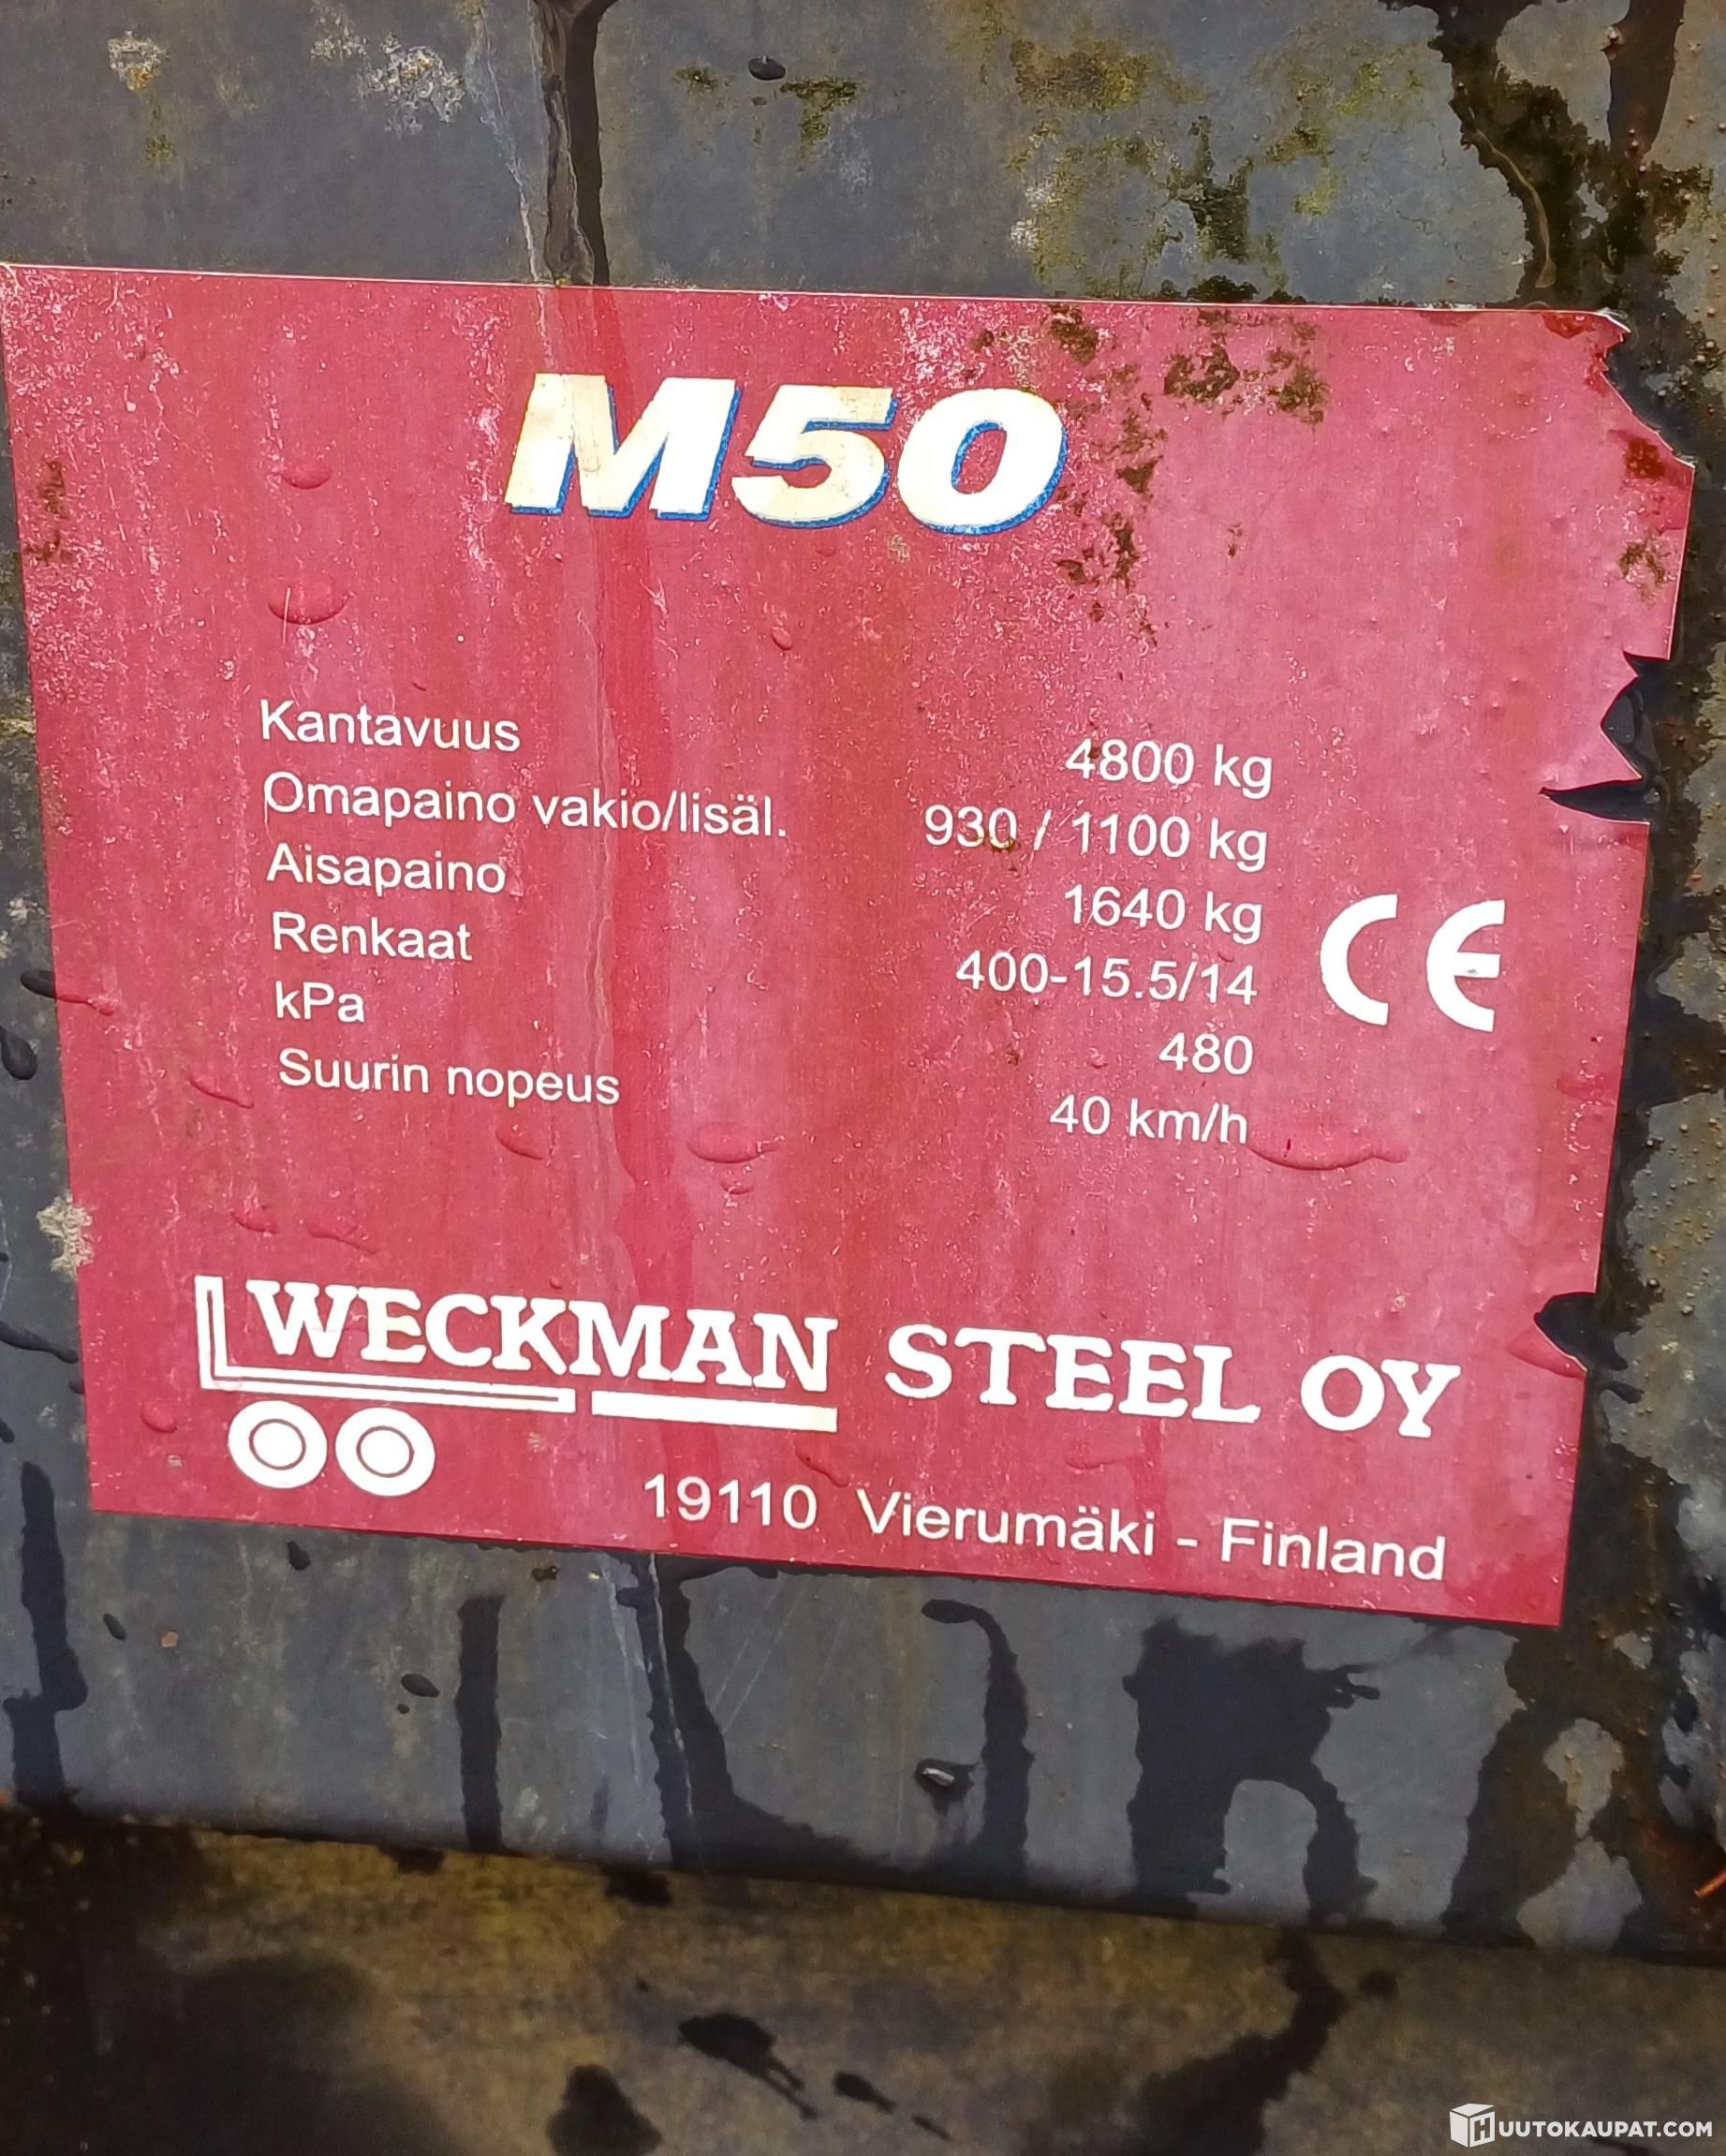 M50
Kantavuus 4800 kg
Omapaino vakio/lisäl. 930 / 1100 kg
Aisapaino 1640 kg
Renkaat 400-15.5/14
kPa 480
Suurin nopeus 40 km/h
CE
WECKMAN STEEL OY
19110 Vierumäki - Finland
HUUTOKAUPAT.COM